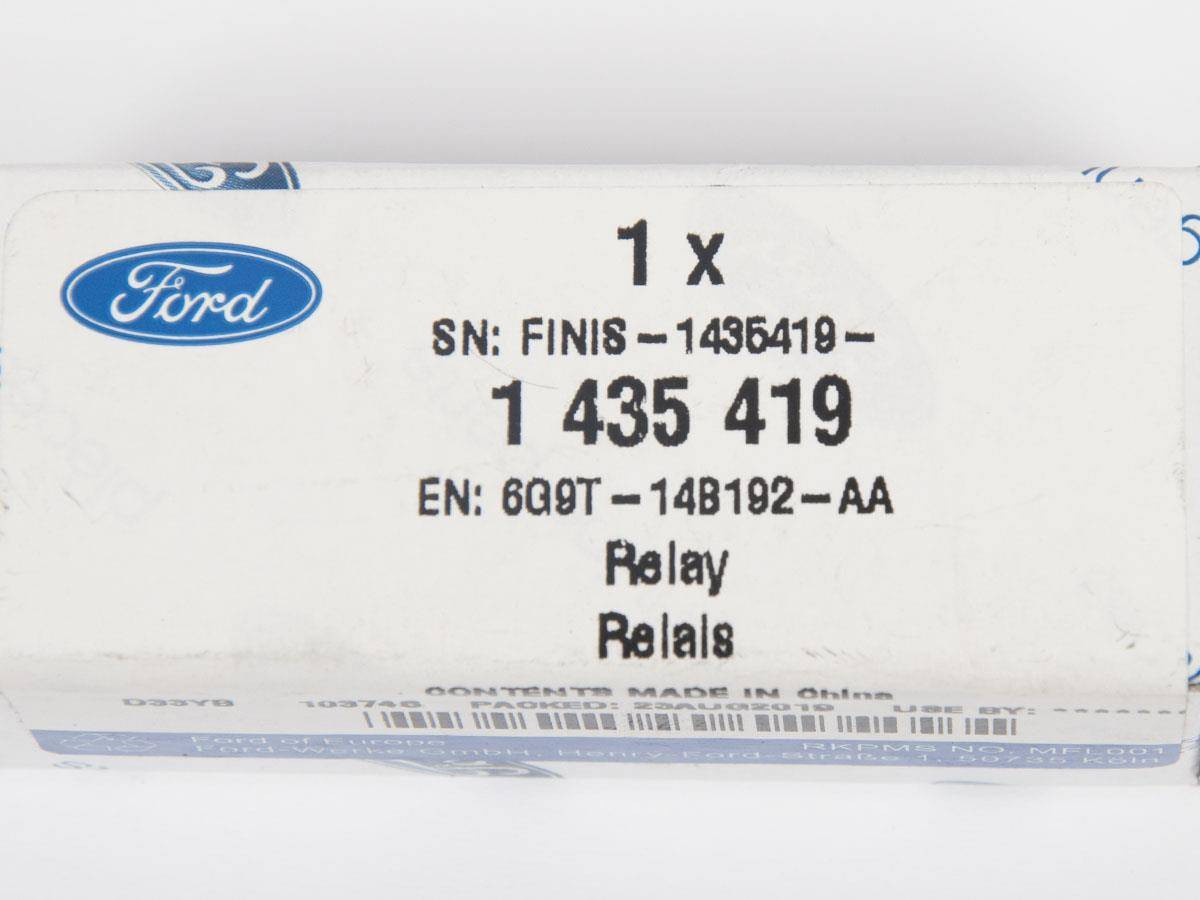 Ford
1 x
SN: FINIS-1435419-
1 435 419
EN: 6G9T-14B192-AA
Relay
Relais
CONTENTS MADE IN China
D33YB 103746 PACKED: 23AUG2019 USE BY: *******
Ford of Europe RKPMS NO. MFL001
Ford-Werke GmbH, Henry-Ford-Straße 1, 50735 Köln